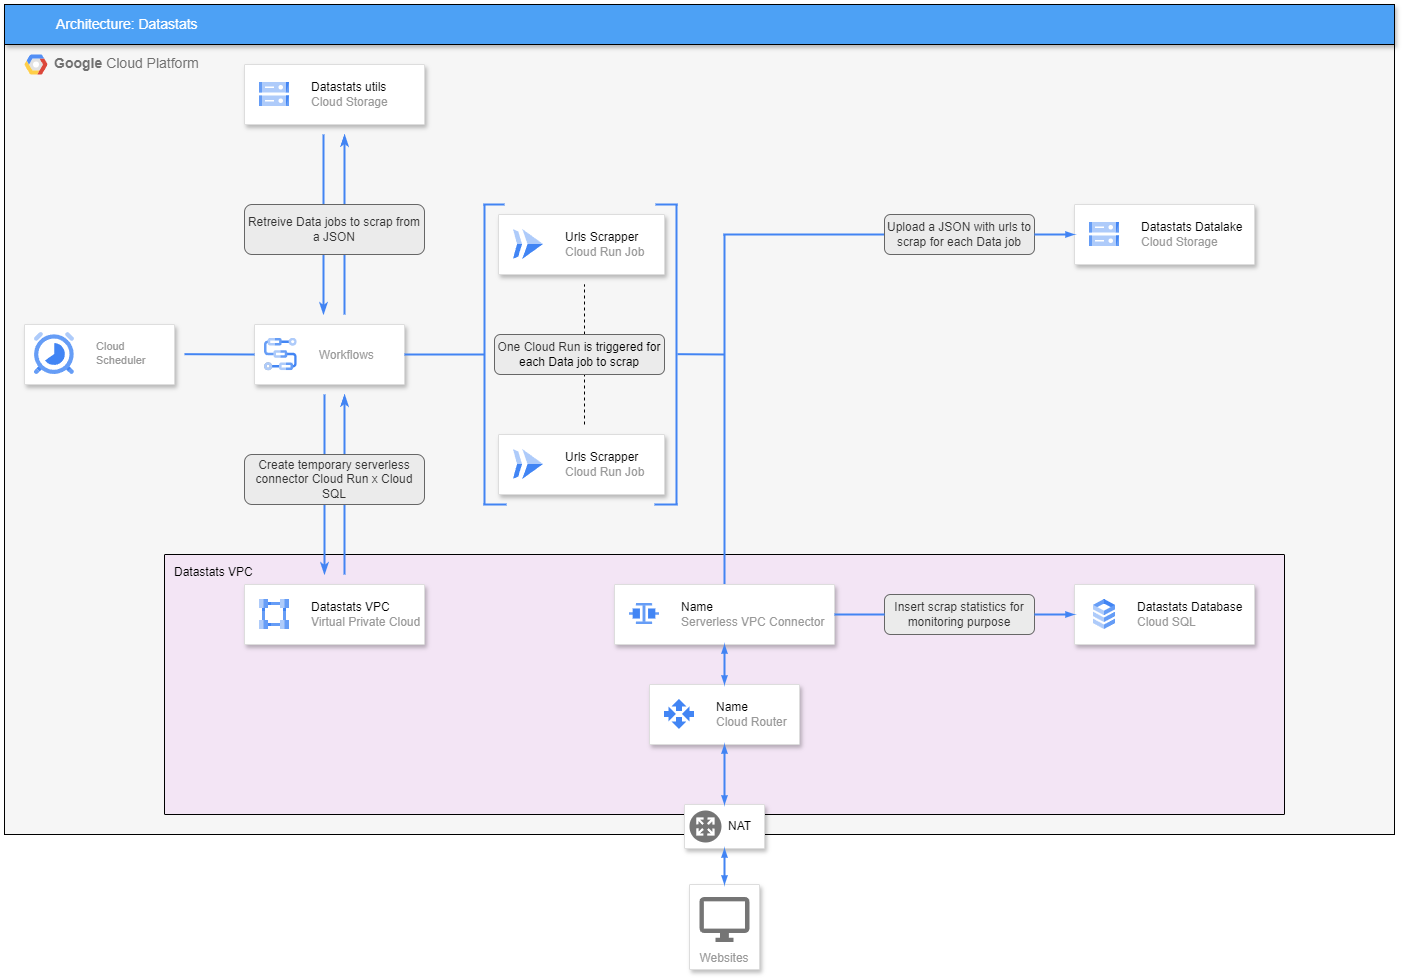 Architecture: Datastats
Google Cloud Platform
Datastats utils
Cloud Storage
Retreive Data jobs to scrap from
a JSON
Urls Scrapper
Cloud Run Job
Upload a JSON with urls to
scrap for each Data job
Datastats Datalake
Cloud Storage
Cloud
Scheduler
Workflows
One Cloud Run is triggered for
each Data job to scrap
Urls Scrapper
Cloud Run Job
Create temporary serverless
connector Cloud Run x Cloud
SQL
Datastats VPC
Datastats VPC
Virtual Private Cloud
Name
Serverless VPC Connector
Insert scrap statistics for
monitoring purpose
Datastats Database
Cloud SQL
Name
Cloud Router
NAT
Websites